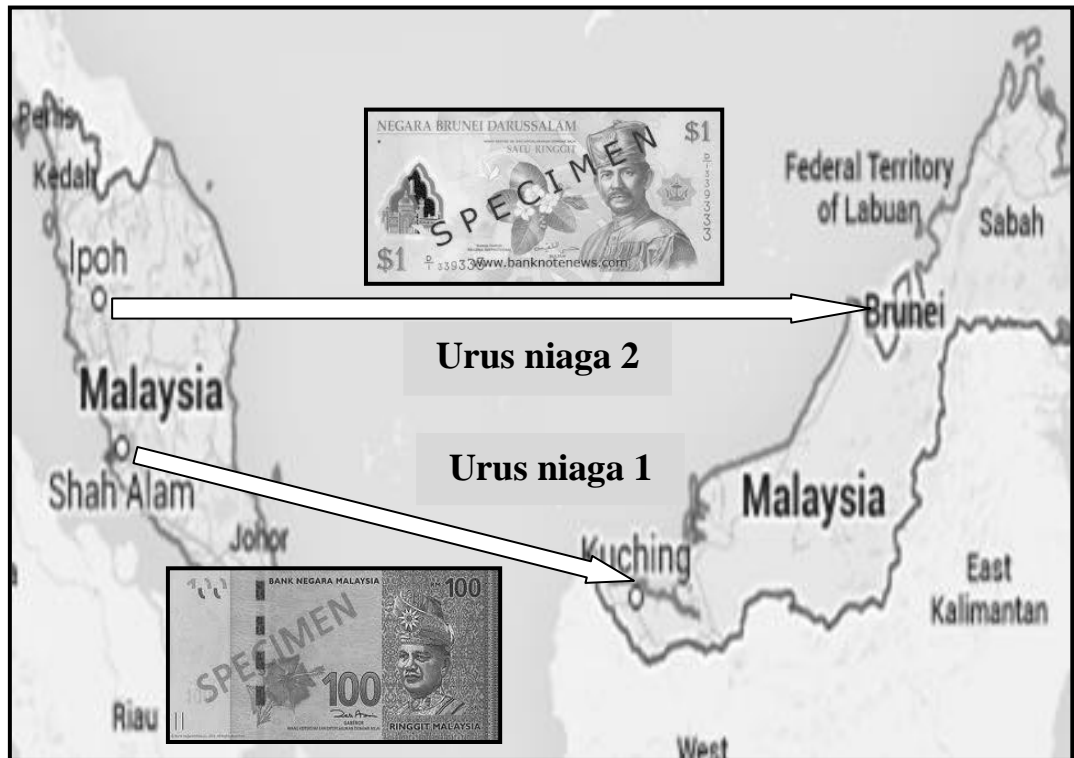 Perlis
Kedah
Ipoh
Malaysia
Shah Alam
Johor
Riau
NEGARA BRUNEI DARUSSALAM
$1
SATU RINGGIT
SPECIMEN
$1
www.banknotenews.com
Urus niaga 2
Urus niaga 1
Federal Territory
of Labuan
Sabah
Brunei
Malaysia
Kuching
East
Kalimantan
West
BANK NEGARA MALAYSIA
RM 100
SPECIMEN
100
RINGGIT MALAYSIA